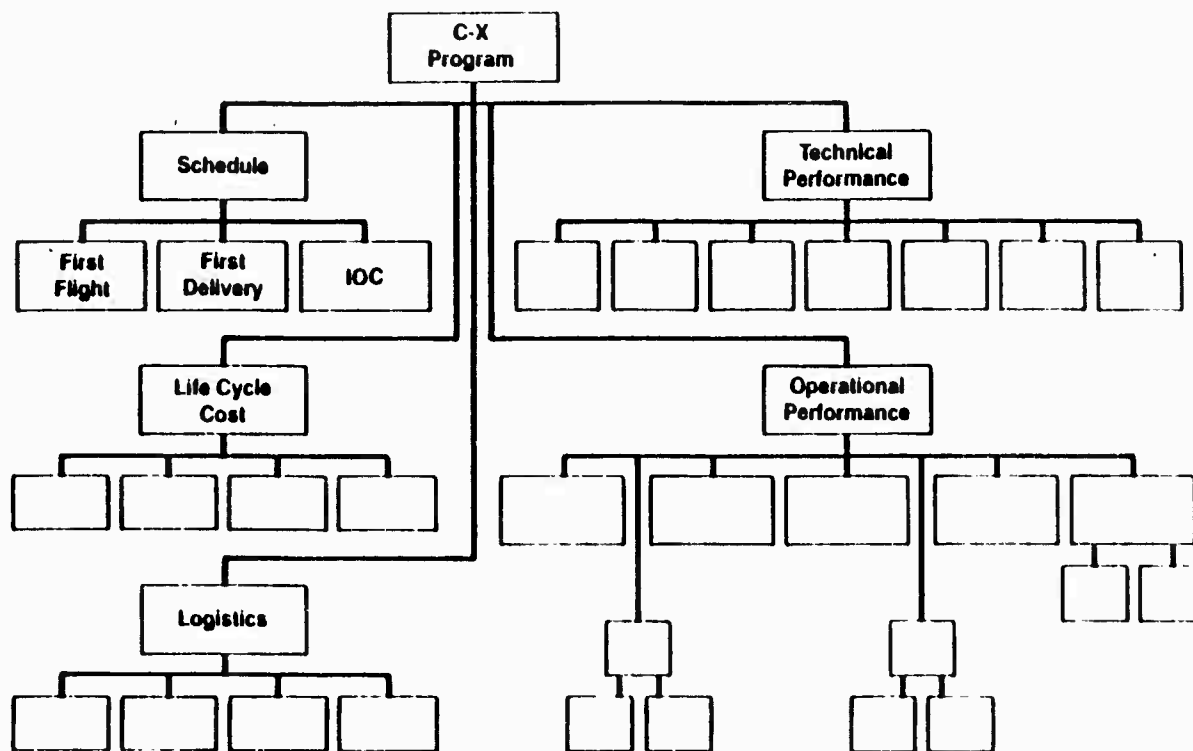 C-X
Program
Schedule
Technical
Performance
First
Flight
First
Delivery
IOC
Life Cycle
Cost
Operational
Performance
Logistics